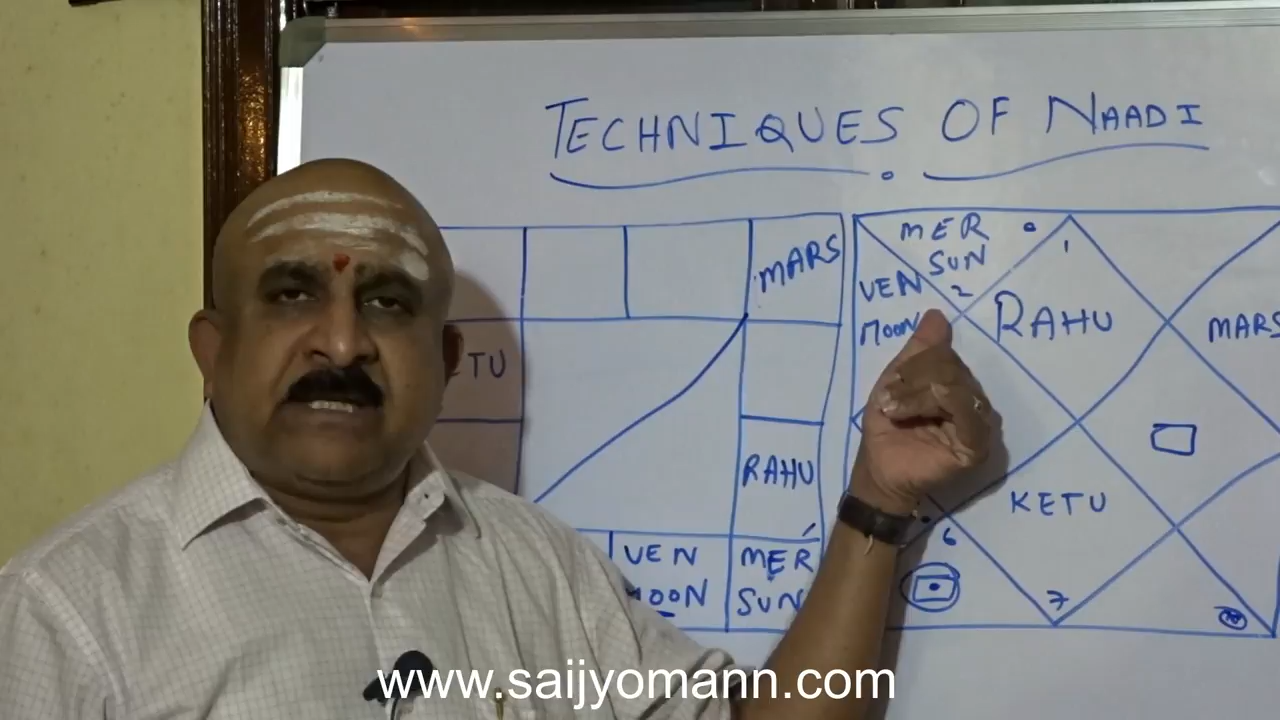 TECHNIQUES OF NAADI
MARS
TU
RAHU
VEN
MOON
MER
SUN
MER
SUN
VEN
MOON
2
1
RAHU
MARS
KETU
6
7
www.saijyomann.com